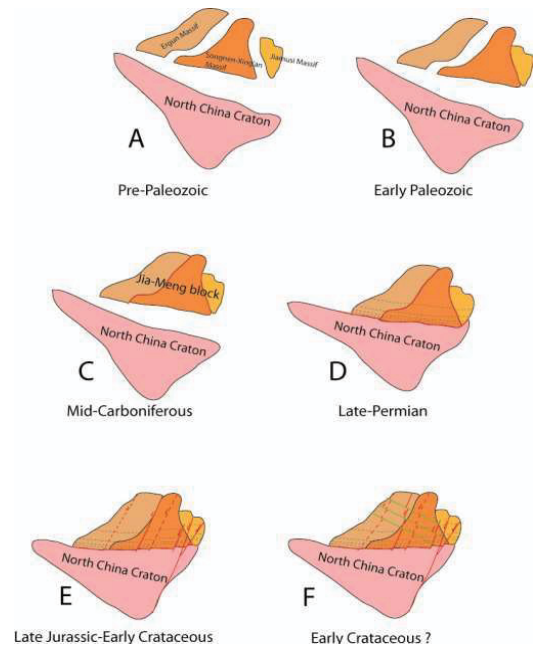 Ergun Massif
Songnen-Xing'an
Massif
Jiamusi Massif
North China Craton
A
Pre-Paleozoic
North China Craton
B
Early Paleozoic
Jia-Meng block
North China Craton
C
Mid-Carboniferous
North China Craton
D
Late-Permian
North China Craton
E
Late Jurassic-Early Crataceous
North China Craton
F
Early Crataceous ?